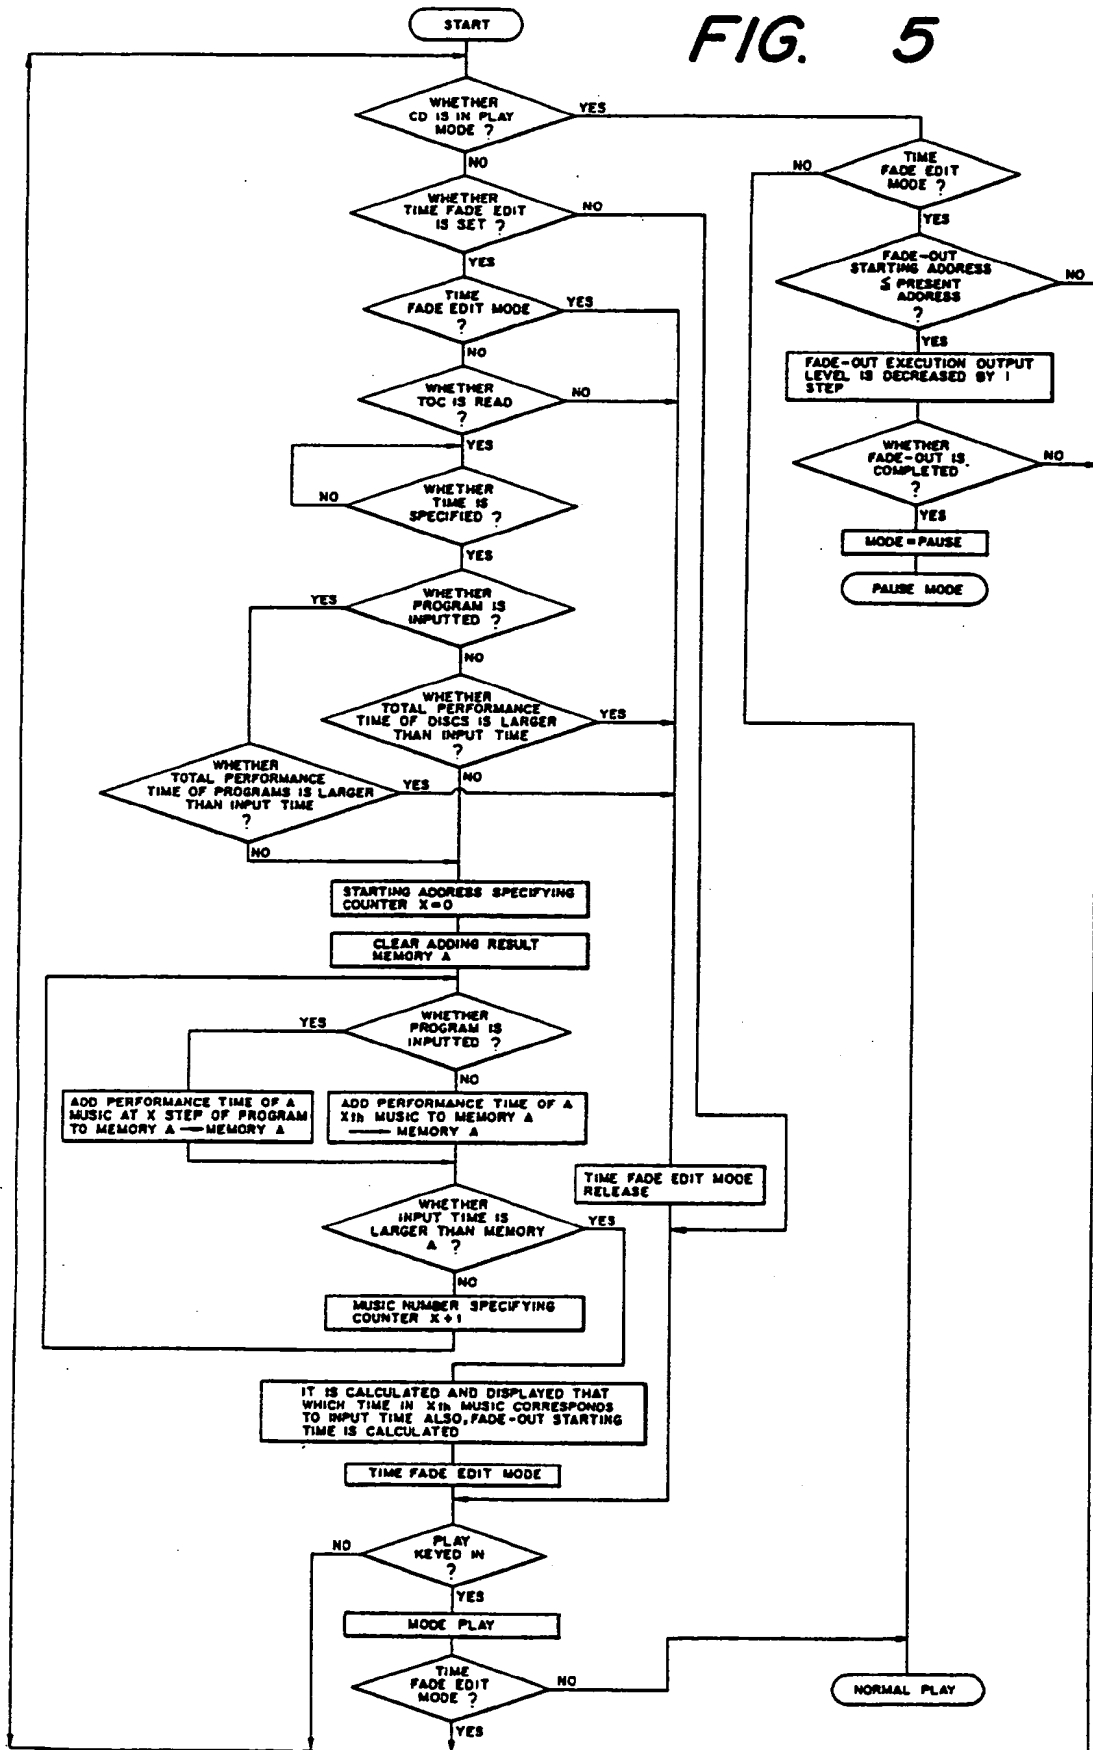 FIG. 5
START
WHETHER
CD IS IN PLAY
MODE ?
YES
NO
TIME
FADE EDIT
MODE ?
NO
YES
WHETHER
TIME FADE EDIT
IS SET ?
NO
YES
FADE-OUT
STARTING ADDRESS
≦ PRESENT
ADDRESS
?
NO
YES
TIME
FADE EDIT MODE
?
YES
NO
FADE-OUT EXECUTION OUTPUT
LEVEL IS DECREASED BY 1
STEP
WHETHER
TOC IS READ
?
NO
YES
WHETHER
FADE-OUT IS
COMPLETED
?
NO
YES
WHETHER
TIME IS
SPECIFIED ?
NO
YES
MODE=PAUSE
PAUSE MODE
WHETHER
PROGRAM IS
INPUTTED ?
YES
NO
WHETHER
TOTAL PERFORMANCE
TIME OF DISCS IS LARGER
THAN INPUT TIME
?
YES
NO
WHETHER
TOTAL PERFORMANCE
TIME OF PROGRAMS IS LARGER
THAN INPUT TIME
?
YES
NO
STARTING ADDRESS SPECIFYING
COUNTER X=0
CLEAR ADDING RESULT
MEMORY A
WHETHER
PROGRAM IS
INPUTTED ?
YES
NO
ADD PERFORMANCE TIME OF A
MUSIC AT X STEP OF PROGRAM
TO MEMORY A → MEMORY A
ADD PERFORMANCE TIME OF A
Xth MUSIC TO MEMORY A
→ MEMORY A
TIME FADE EDIT MODE
RELEASE
WHETHER
INPUT TIME IS
LARGER THAN MEMORY
A ?
YES
NO
MUSIC NUMBER SPECIFYING
COUNTER X+1
IT IS CALCULATED AND DISPLAYED THAT
WHICH TIME IN Xth MUSIC CORRESPONDS
TO INPUT TIME ALSO, FADE-OUT STARTING
TIME IS CALCULATED
TIME FADE EDIT MODE
PLAY
KEYED IN
?
NO
YES
MODE PLAY
TIME
FADE EDIT
MODE ?
NO
YES
NORMAL PLAY